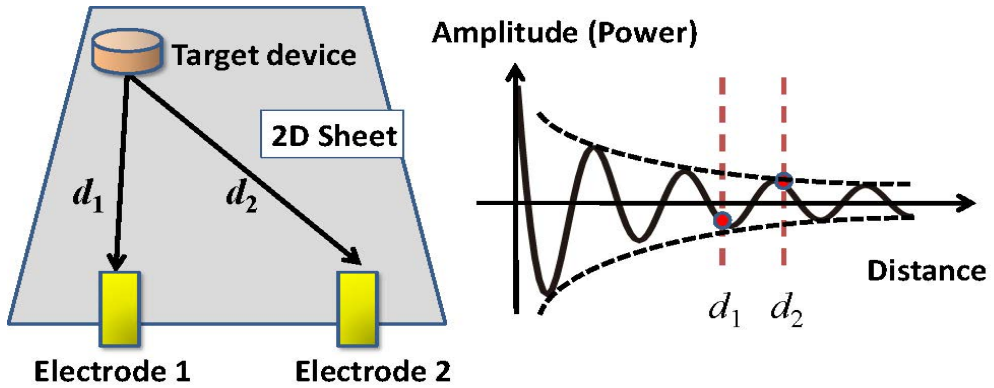 Target device
2D Sheet
d1
d2
Electrode 1
Electrode 2
Amplitude (Power)
Distance
d1
d2